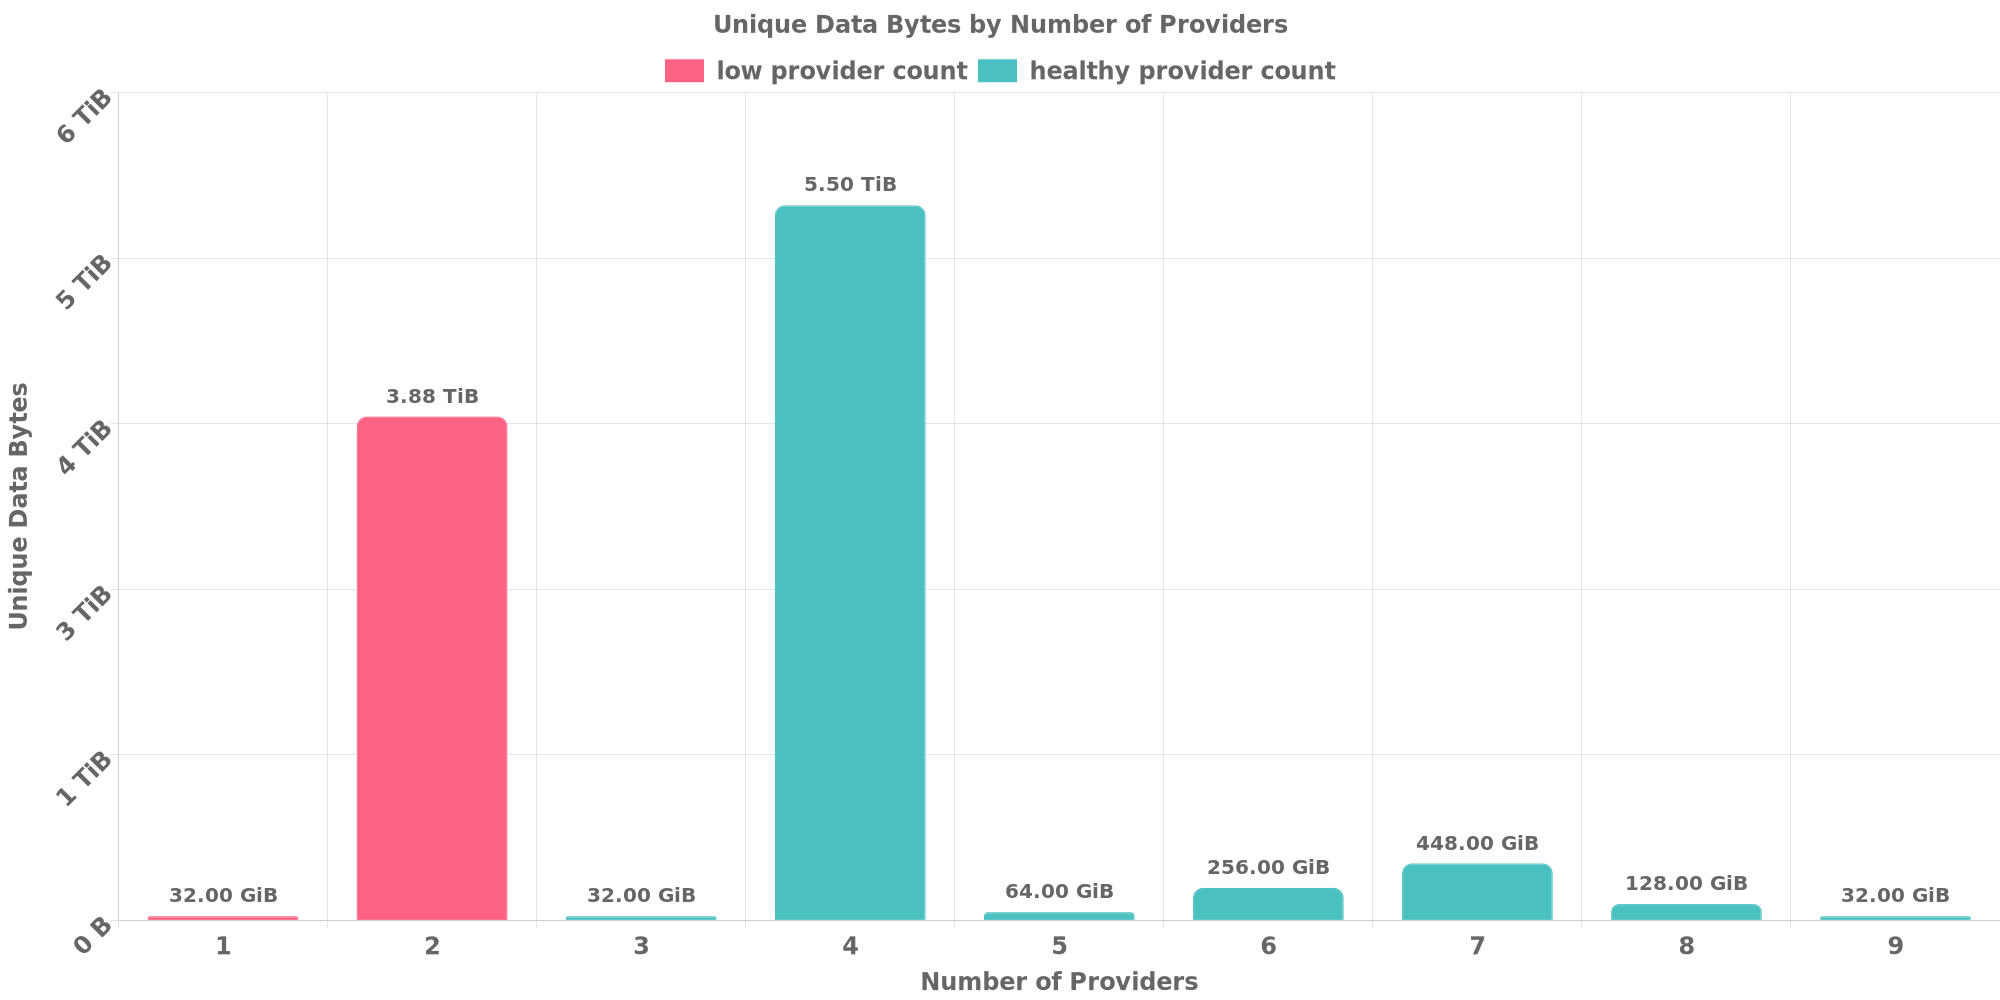 Unique Data Bytes by Number of Providers
low provider count healthy provider count
6 TiB
5 TiB
4 TiB
3 TiB
1 TiB
0 B
Unique Data Bytes
32.00 GiB
3.88 TiB
32.00 GiB
5.50 TiB
64.00 GiB
256.00 GiB
448.00 GiB
128.00 GiB
32.00 GiB
1 2 3 4 5 6 7 8 9
Number of Providers